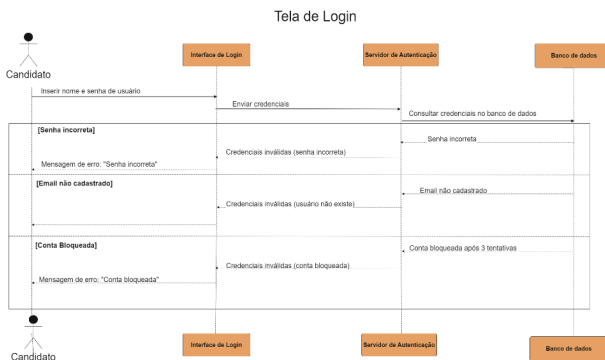 Tela de Login
Candidato
Interface de Login
Servidor de Autenticação
Banco de dados
Inserir nome e senha de usuário
Enviar credenciais
Consultar credenciais no banco de dados
[Senha incorreta]
Senha incorreta
Credenciais inválidas (senha incorreta)
Mensagem de erro: "Senha incorreta"
[Email não cadastrado]
Email não cadastrado
Credenciais inválidas (usuário não existe)
[Conta Bloqueada]
Conta bloqueada após 3 tentativas
Credenciais inválidas (conta bloqueada)
Mensagem de erro: "Conta bloqueada"
Candidato
Interface de Login
Servidor de Autenticação
Banco de dados